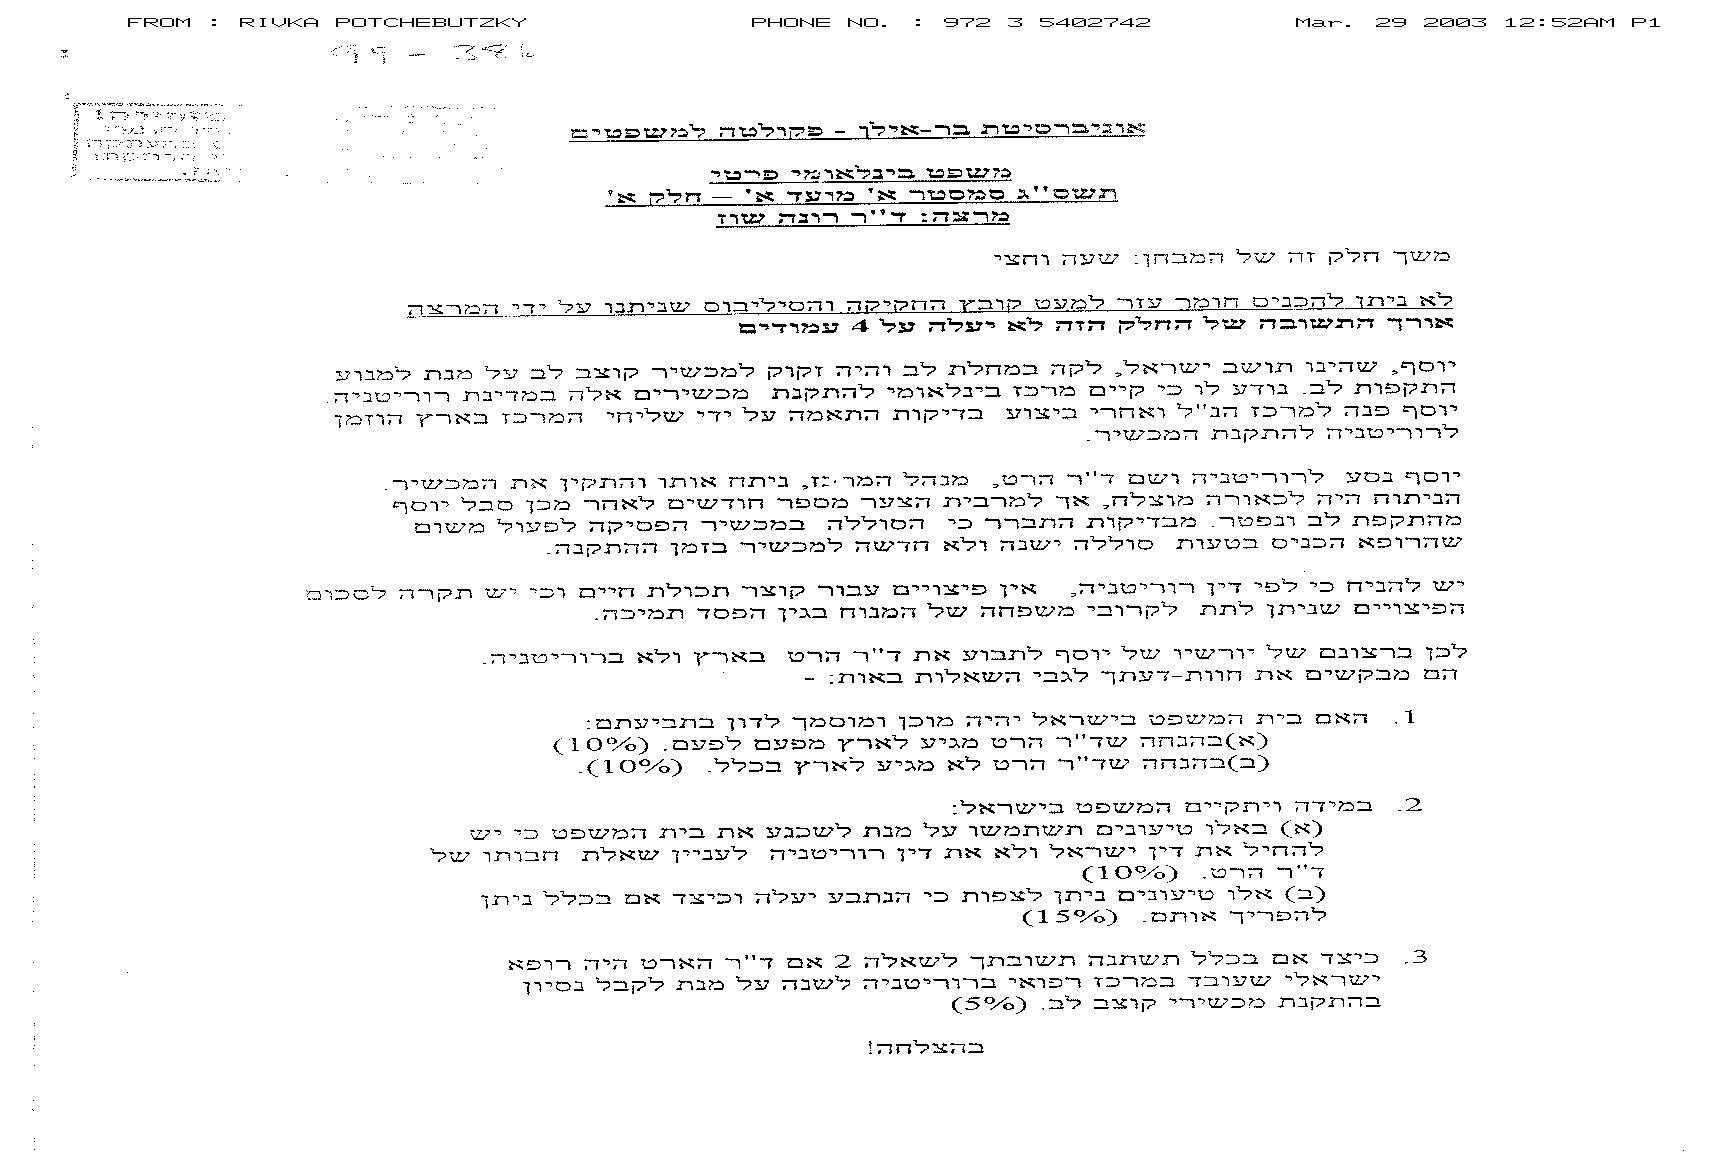 FROM : RIVKA POTCHEBUTZKY PHONE NO. : 972 3 5402742 Mar. 29 2003 12:52AM P1
99 - 386
אוניברסיטת בר-אילן - פקולטה למשפטים
משפט בינלאומי פרטי
תשס"ג סמסטר א' מועד א' – חלק א'
מרצה: ד"ר רונה שוז
משך חלק זה של המבחן: שעה וחצי
לא ניתן להכניס חומר עזר למעט קובץ החקיקה והסיליבוס שניתנו על ידי המרצה
אורך התשובה של החלק הזה לא יעלה על 4 עמודים
יוסף, שהינו תושב ישראל, לקה במחלת לב והיה זקוק למכשיר קוצב לב על מנת למנוע
התקפות לב. נודע לו כי קיים מרכז בינלאומי להתקנת מכשירים אלה במדינת רוריטניה.
יוסף פנה למרכז הנ"ל ואחרי ביצוע בדיקות התאמה על ידי שליחי המרכז בארץ הוזמן
לרוריטניה להתקנת המכשיר.
יוסף נסע לרוריטניה ושם ד"ר הרט, מנהל המרכז, ניתח אותו והתקין את המכשיר.
הניתוח היה לכאורה מוצלח, אך למרבית הצער מספר חודשים לאחר מכן סבל יוסף
מהתקפת לב ונפטר. מבדיקות התברר כי הסוללה במכשיר הפסיקה לפעול משום
שהרופא הכניס בטעות סוללה ישנה ולא חדשה למכשיר בזמן ההתקנה.
יש להניח כי לפי דין רוריטניה, אין פיצויים עבור קוצר תכולת חיים וכי יש תקרה לסכום
הפיצויים שניתן לתת לקרובי משפחה של המנוח בגין הפסד תמיכה.
לכן ברצונם של יורשיו של יוסף לתבוע את ד"ר הרט בארץ ולא ברוריטניה.
הם מבקשים את חוות-דעתך לגבי השאלות באות: -
1. האם בית המשפט בישראל יהיה מוכן ומוסמך לדון בתביעתם:
(א)בהנחה שד"ר הרט מגיע לארץ מפעם לפעם. (10%)
(ב)בהנחה שד"ר הרט לא מגיע לארץ בכלל. (10%).
2. במידה ויתקיים המשפט בישראל:
(א) באלו טיעונים תשתמשו על מנת לשכנע את בית המשפט כי יש
להחיל את דין ישראל ולא את דין רוריטניה לעניין שאלת חבותו של
ד"ר הרט. (10%)
(ב) אלו טיעונים ניתן לצפות כי הנתבע יעלה וכיצד אם בכלל ניתן
להפריך אותם. (15%)
3. כיצד אם בכלל תשתנה תשובתך לשאלה 2 אם ד"ר הארט היה רופא
ישראלי שעובד במרכז רפואי ברוריטניה לשנה על מנת לקבל נסיון
בהתקנת מכשירי קוצב לב. (5%)
בהצלחה!